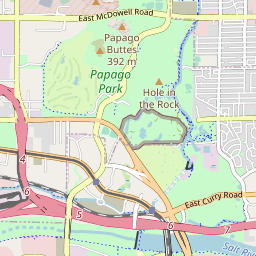 East McDowell Road
Papago
Buttes
392 m
Papago
Park
Hole in
the Rock
4
6
5
6
7
East Curry Road
Salt Ri